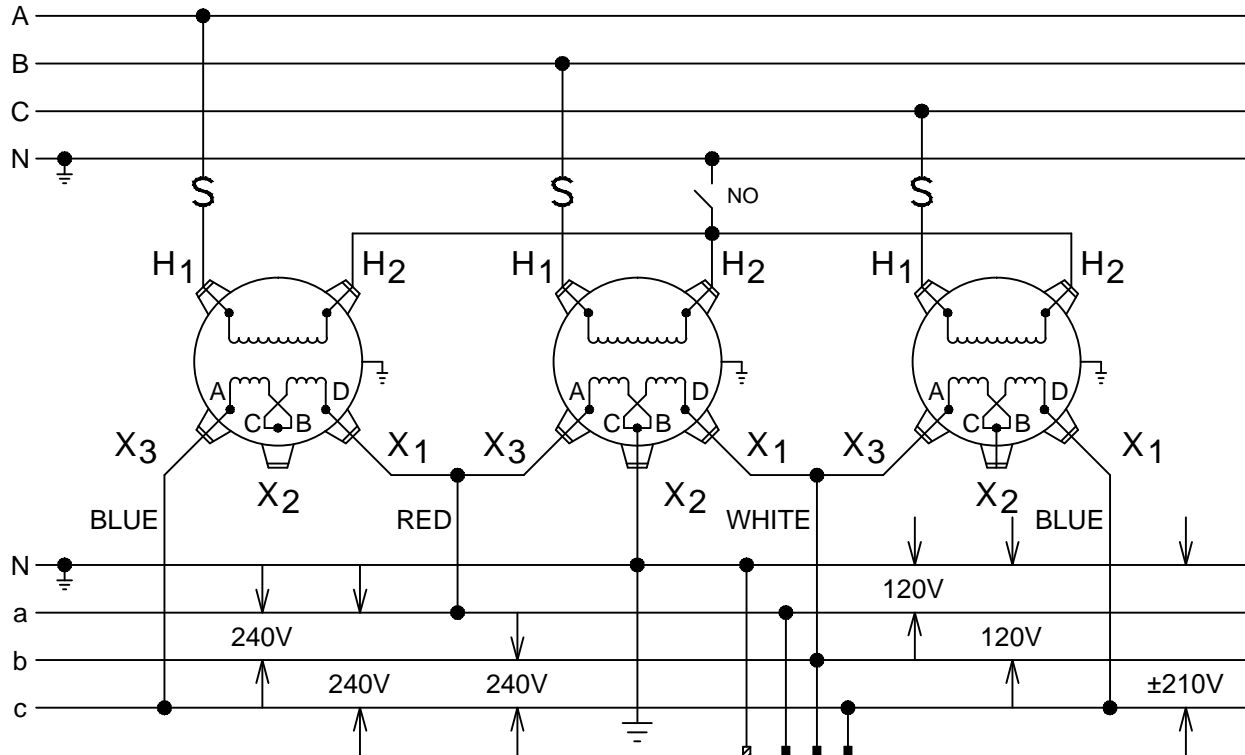 A
B
C
N
S S S
NO
H1 H2 H1 H2 H1 H2
A D A D A D
C B C B C B
X3 X1 X3 X1 X3 X1
X2 X2 X2
BLUE RED WHITE BLUE
N
120V
a
240V 120V
b
240V 240V ±210V
c